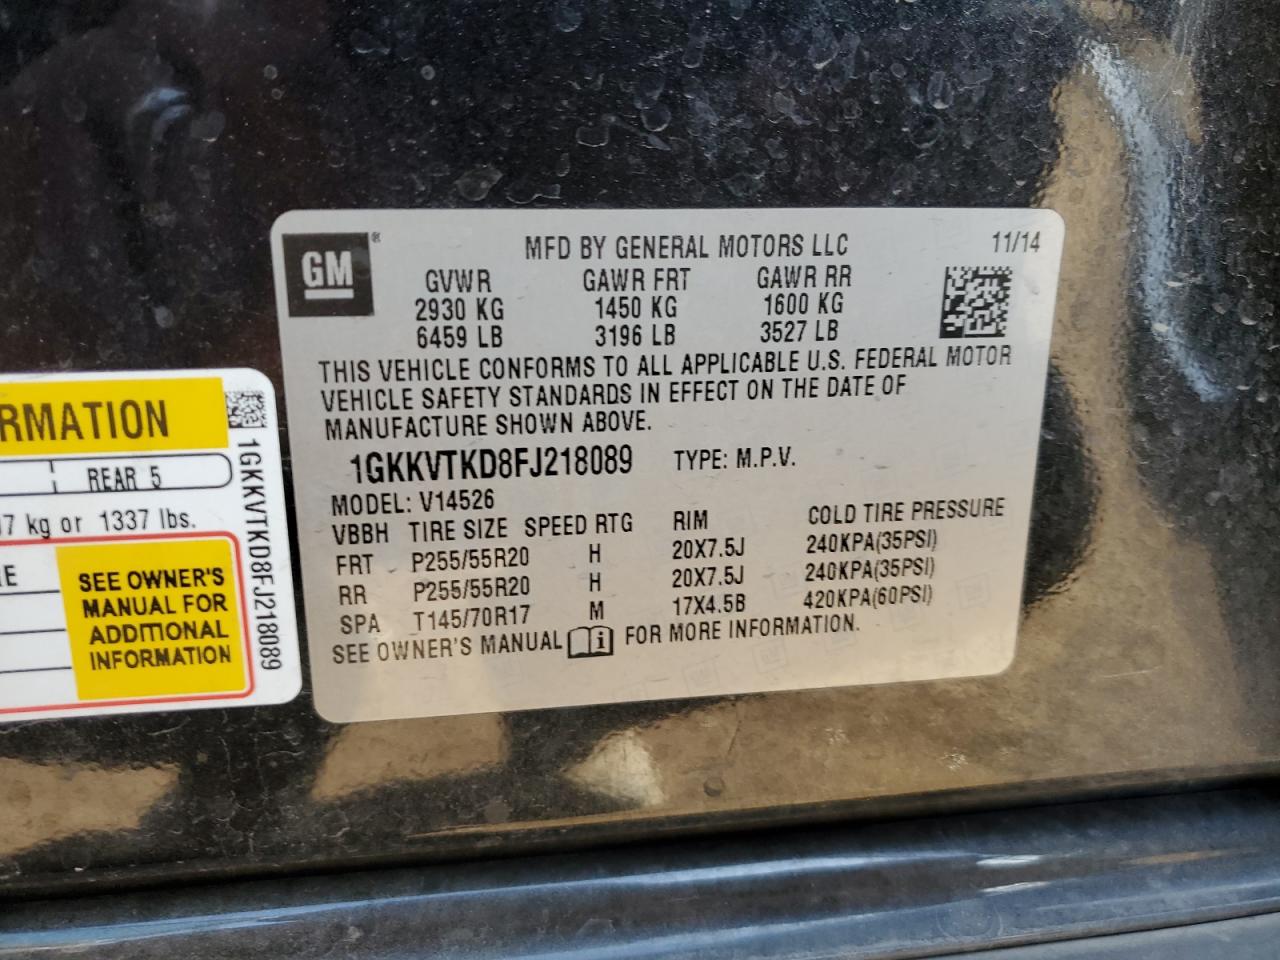 GM®
MFD BY GENERAL MOTORS LLC
11/14
GVWR GAWR FRT GAWR RR
2930 KG 1450 KG 1600 KG
6459 LB 3196 LB 3527 LB
THIS VEHICLE CONFORMS TO ALL APPLICABLE U.S. FEDERAL MOTOR
VEHICLE SAFETY STANDARDS IN EFFECT ON THE DATE OF
MANUFACTURE SHOWN ABOVE.
1GKKVTKD8FJ218089 TYPE: M.P.V.
MODEL: V14526
VBBH TIRE SIZE SPEED RTG RIM COLD TIRE PRESSURE
FRT P255/55R20 H 20X7.5J 240KPA(35PSI)
RR P255/55R20 H 20X7.5J 240KPA(35PSI)
SPA T145/70R17 M 17X4.5B 420KPA(60PSI)
SEE OWNER'S MANUAL FOR MORE INFORMATION.
RMATION
REAR 5
7 kg or 1337 lbs.
E
SEE OWNER'S
MANUAL FOR
ADDITIONAL
INFORMATION
1GKKVTKD8FJ218089